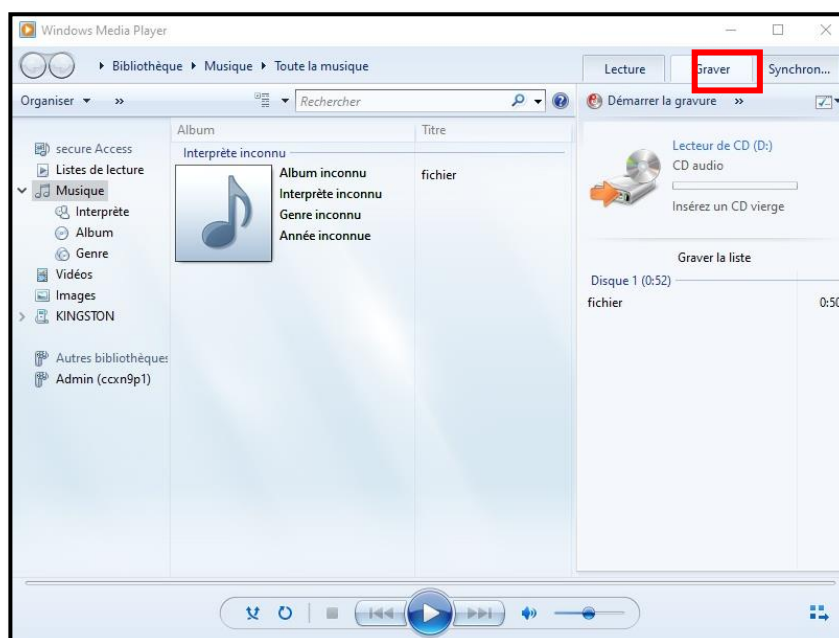 Windows Media Player
Bibliothèque Musique Toute la musique
Lecture Graver Synchron...
Organiser » Rechercher
Démarrer la gravure »
secure Access
Listes de lecture
Musique
Interprète
Album
Genre
Vidéos
Images
KINGSTON
Autres bibliothèques
Admin (ccxn9p1)
Album Titre
Interprète inconnu
Album inconnu fichier
Interprète inconnu
Genre inconnu
Année inconnue
Lecteur de CD (D:)
CD audio
Insérez un CD vierge
Graver la liste
Disque 1 (0:52)
fichier 0:50